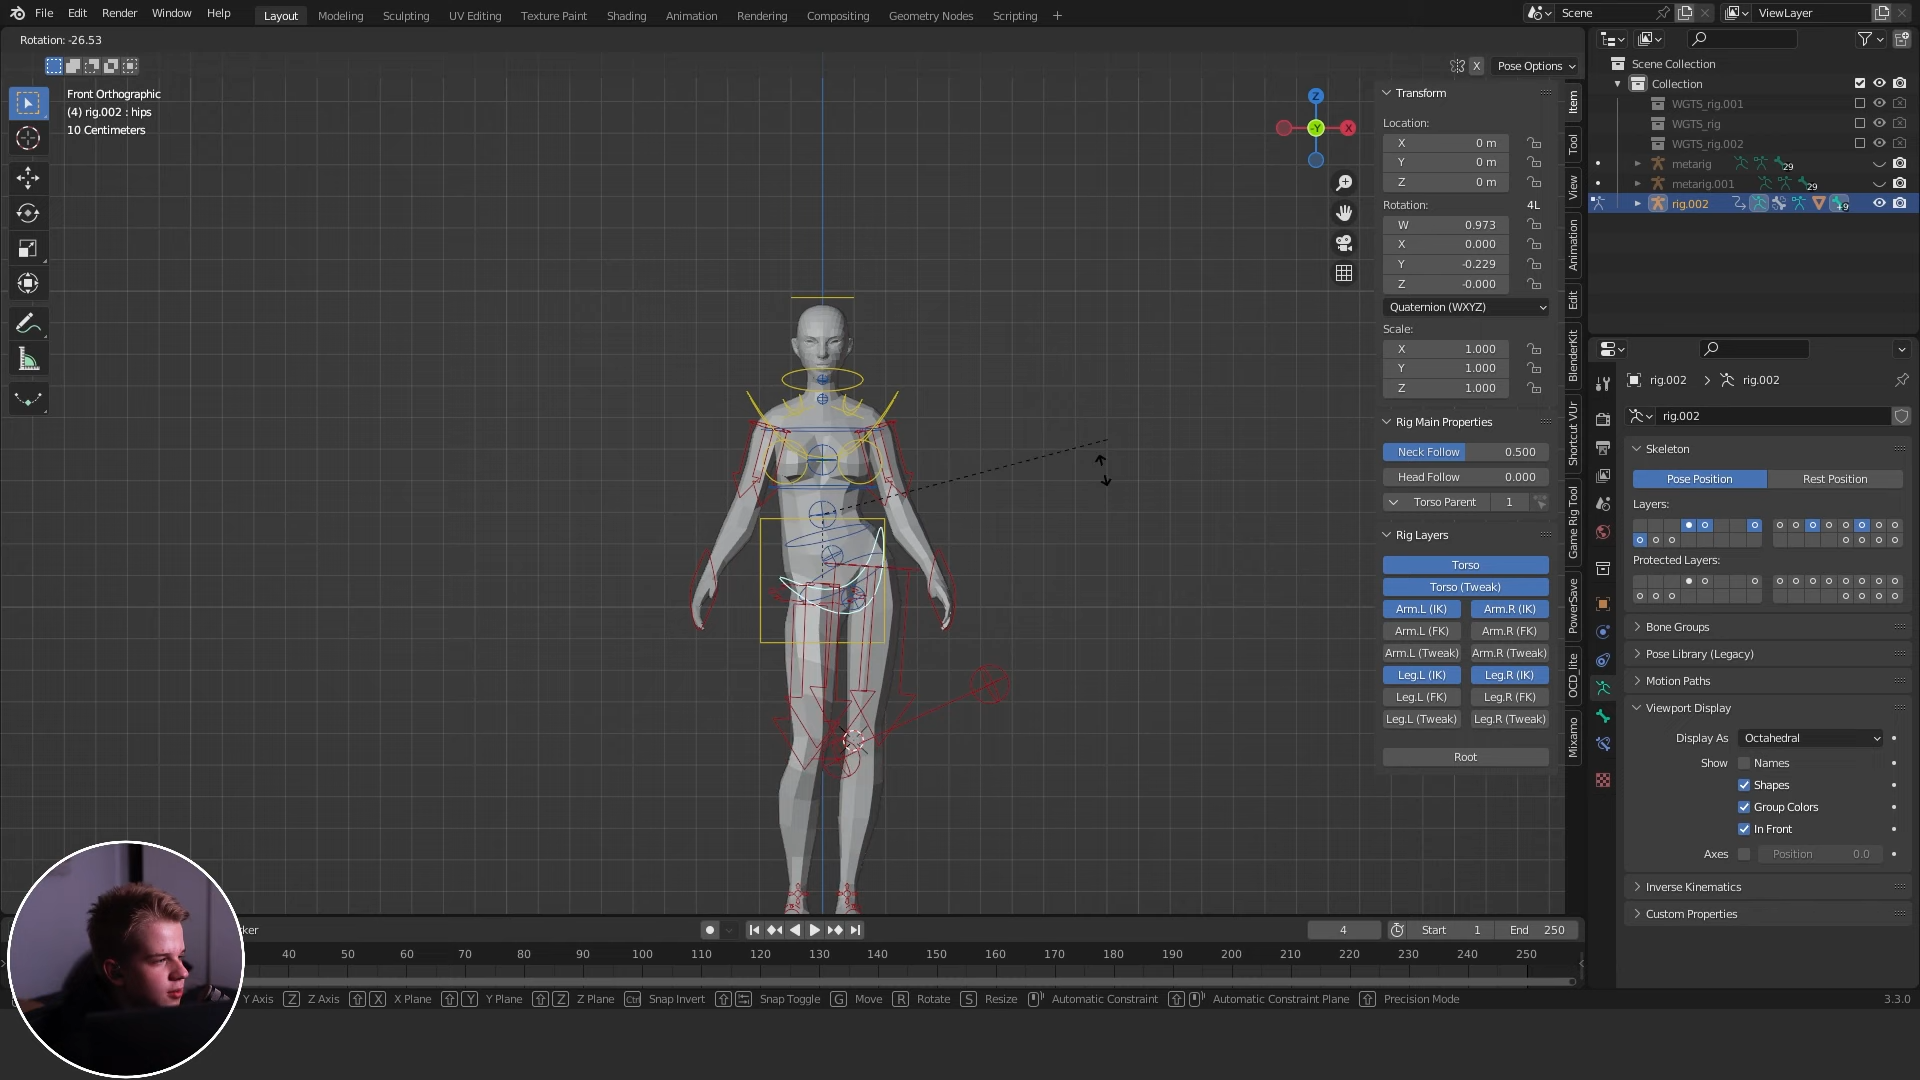 File Edit Render Window Help
Layout Modeling Sculpting UV Editing Texture Paint Shading Animation Rendering Compositing Geometry Nodes Scripting +
Scene
ViewLayer
Rotation: -26.53
X
Pose Options
Front Orthographic
(4) rig.002 : hips
10 Centimeters
Z
-Y
X
Transform
Location:
X 0 m
Y 0 m
Z 0 m
Rotation: 4L
W 0.973
X 0.000
Y -0.229
Z -0.000
Quaternion (WXYZ)
Scale:
X 1.000
Y 1.000
Z 1.000
Rig Main Properties
Neck Follow 0.500
Head Follow 0.000
Torso Parent 1
Rig Layers
Torso
Torso (Tweak)
Arm.L (IK) Arm.R (IK)
Arm.L (FK) Arm.R (FK)
Arm.L (Tweak) Arm.R (Tweak)
Leg.L (IK) Leg.R (IK)
Leg.L (FK) Leg.R (FK)
Leg.L (Tweak) Leg.R (Tweak)
Root
Item
Tool
View
Animation
Edit
BlenderKit
Shortcut VUr
Game Rig Tool
PowerSave
OCD_lite
Mixamo
Scene Collection
Collection
WGTS_rig.001
WGTS_rig
WGTS_rig.002
metarig 29
metarig.001 29
rig.002 +9
rig.002 > rig.002
rig.002
Skeleton
Pose Position Rest Position
Layers:
Protected Layers:
Bone Groups
Pose Library (Legacy)
Motion Paths
Viewport Display
Display As Octahedral
Show Names
Shapes
Group Colors
In Front
Axes Position 0.0
Inverse Kinematics
Custom Properties
ker
4 Start 1 End 250
40 50 60 70 80 90 100 110 120 130 140 150 160 170 180 190 200 210 220 230 240 250
Y Axis Z Z Axis X X Plane Y Y Plane Z Z Plane Ctrl Snap Invert Snap Toggle G Move R Rotate S Resize Automatic Constraint Automatic Constraint Plane Precision Mode
3.3.0